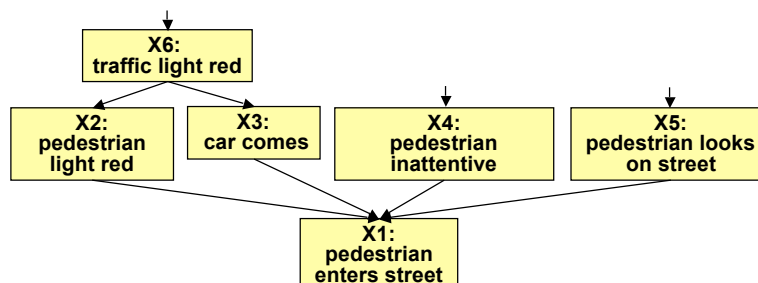 X6:
traffic light red
X2:
pedestrian
light red
X3:
car comes
X4:
pedestrian
inattentive
X5:
pedestrian looks
on street
X1:
pedestrian
enters street